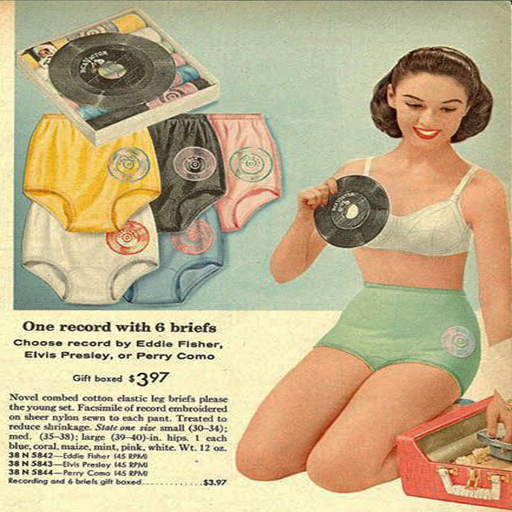 RCA VICTOR
One record with 6 briefs
Choose record by Eddie Fisher,
Elvis Presley, or Perry Como
Gift boxed $3.97
Novel combed cotton elastic leg briefs please
the young set. Facsimile of record embroidered
on sheer nylon sewn to each pant. Treated to
reduce shrinkage. State one size small (30-34);
med. (35-38); large (39-40)-in. hips. 1 each
blue, coral, maize, mint, pink, white. Wt. 12 oz.
38 N 5842—Eddie Fisher (45 RPM)
38 N 5843—Elvis Presley (45 RPM)
38 N 5844—Perry Como (45 RPM)
Recording and 6 briefs gift boxed..........$3.97